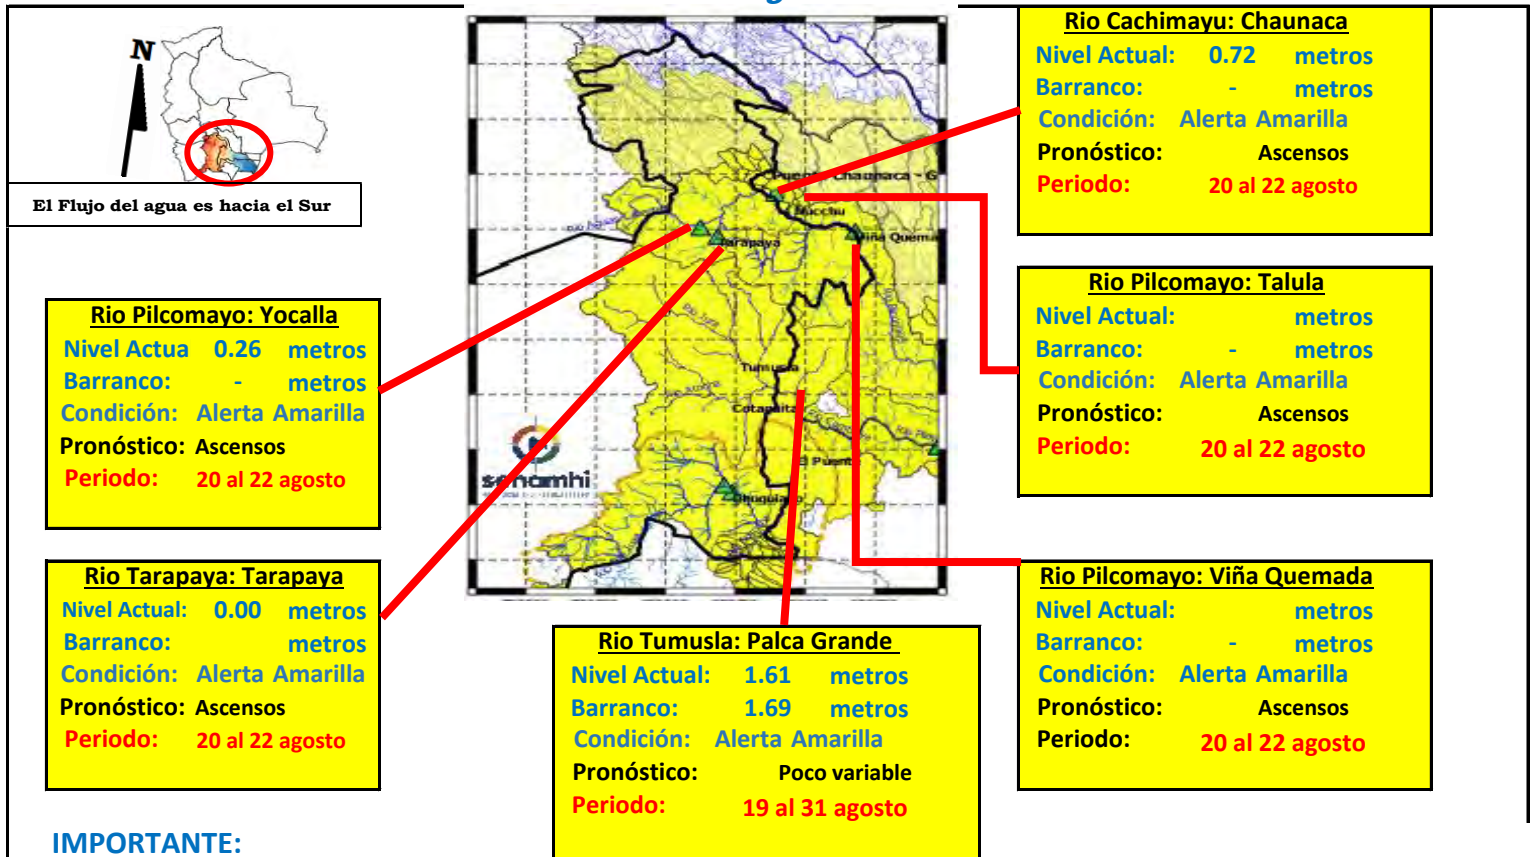 N
El Flujo del agua es hacia el Sur
Rio Pilcomayo: Yocalla
Nivel Actua 0.26 metros
Barranco: - metros
Condición: Alerta Amarilla
Pronóstico: Ascensos
Periodo: 20 al 22 agosto
Rio Tarapaya: Tarapaya
Nivel Actual: 0.00 metros
Barranco: metros
Condición: Alerta Amarilla
Pronóstico: Ascensos
Periodo: 20 al 22 agosto
Puente Chaunaca - G
Tarapaya
Viña Quema
Tumusla
Cotagaita
El Puente
senamhi
Rio Tumusla: Palca Grande
Nivel Actual: 1.61 metros
Barranco: 1.69 metros
Condición: Alerta Amarilla
Pronóstico: Poco variable
Periodo: 19 al 31 agosto
Rio Cachimayu: Chaunaca
Nivel Actual: 0.72 metros
Barranco: - metros
Condición: Alerta Amarilla
Pronóstico: Ascensos
Periodo: 20 al 22 agosto
Rio Pilcomayo: Talula
Nivel Actual: metros
Barranco: - metros
Condición: Alerta Amarilla
Pronóstico: Ascensos
Periodo: 20 al 22 agosto
Rio Pilcomayo: Viña Quemada
Nivel Actual: metros
Barranco: - metros
Condición: Alerta Amarilla
Pronóstico: Ascensos
Periodo: 20 al 22 agosto
IMPORTANTE: